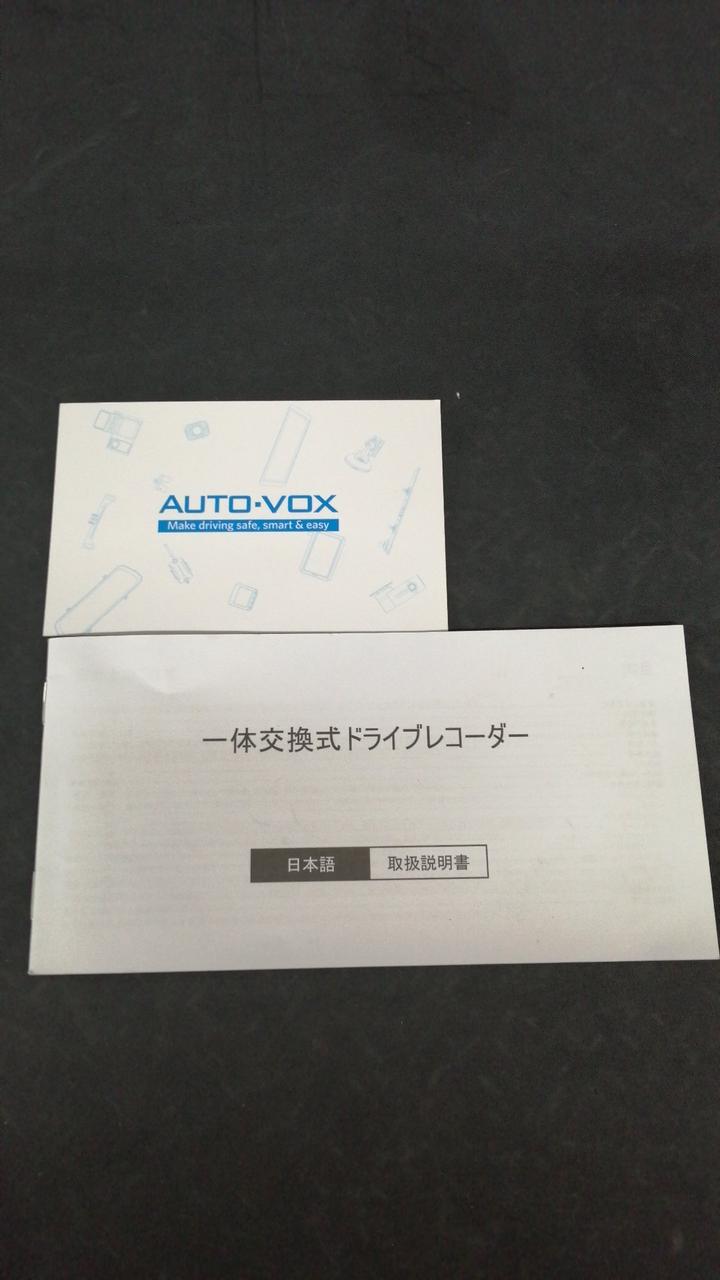 AUTO-VOX
Make driving safe, smart & easy
一体交換式ドライブレコーダー
日本語 取扱説明書